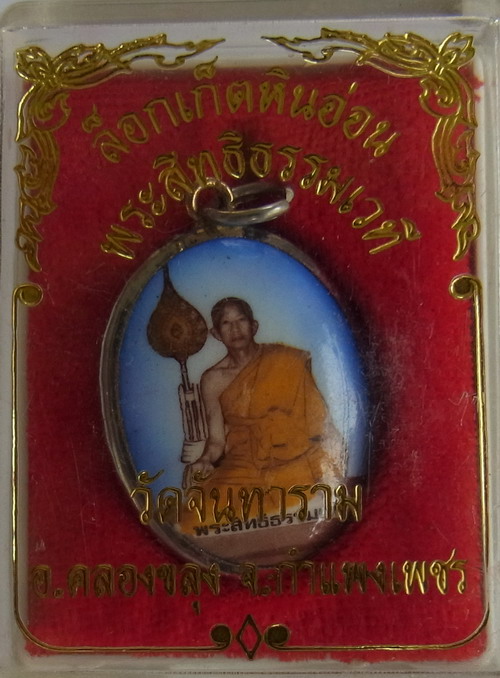 ล็อกเก็ตหินอ่อน
พระสิทธิธรรมเวที
วัดจันทาราม
พระสิทธิธรรม
อ.คลองขลุง จ.กำแพงเพชร